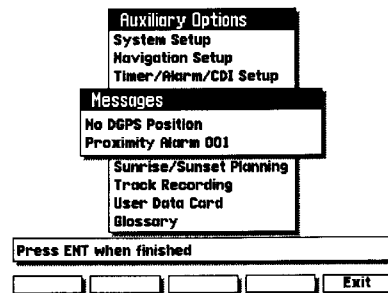 Auxiliary Options
System Setup
Navigation Setup
Timer/Alarm/CDI Setup
Messages
No DGPS Position
Proximity Alarm 001
Sunrise/Sunset Planning
Track Recording
User Data Card
Glossary
Press ENT when finished
Exit